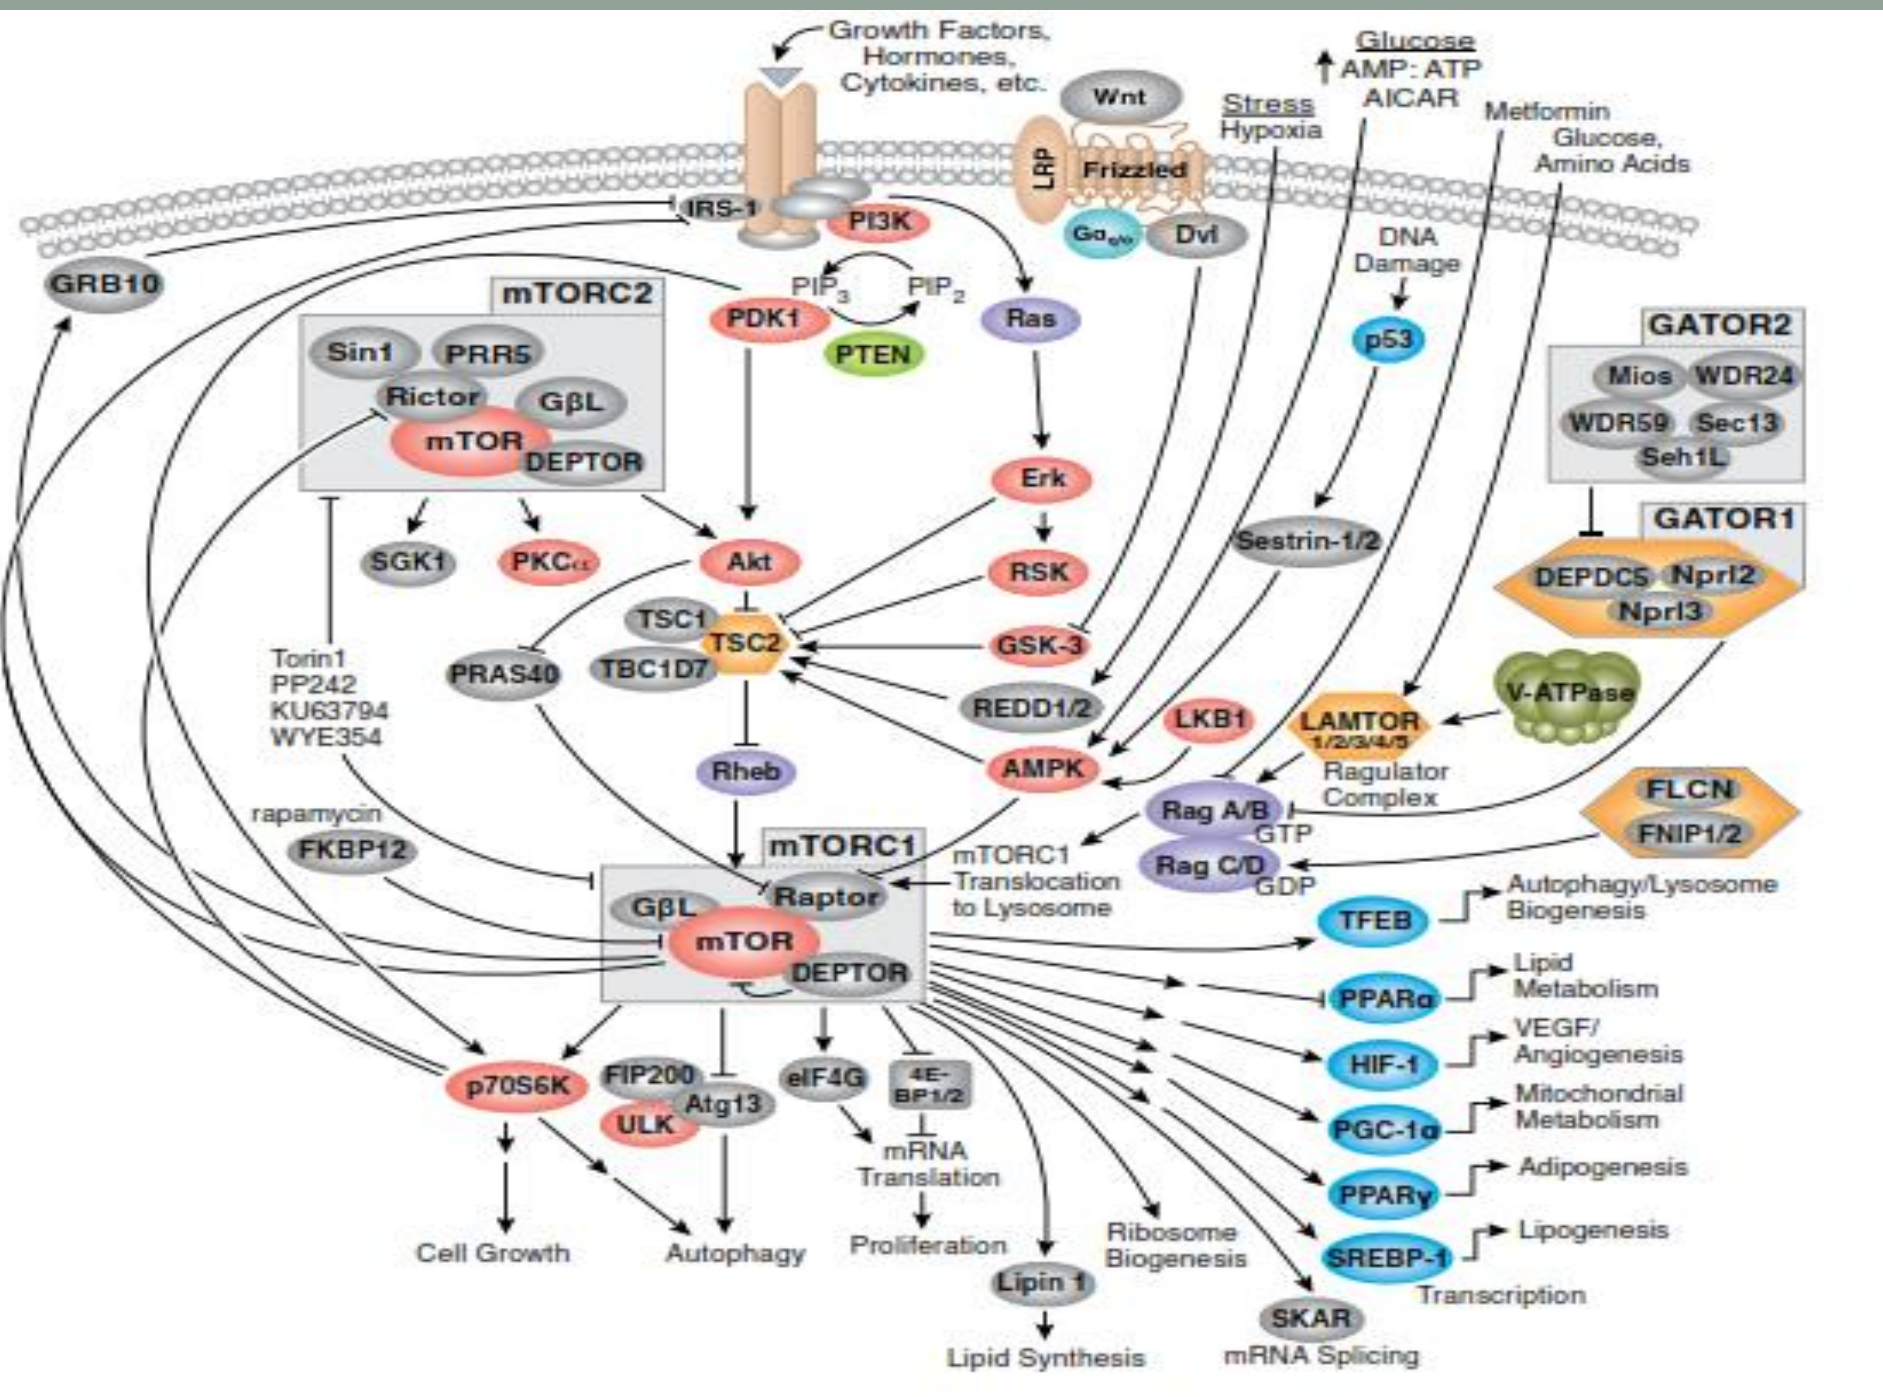 Growth Factors,
Hormones,
Cytokines, etc.
Wnt
LRP
Frizzled
Stress
Hypoxia
Glucose
AMP: ATP
AICAR
Metformin
Glucose,
Amino Acids
IRS-1
PI3K
Dvl
DNA
Damage
GRB10
PIP3
PIP2
PDK1
PTEN
Ras
p53
mTORC2
Sin1
PRR5
Rictor
GβL
mTOR
DEPTOR
GATOR2
Mios
WDR24
WDR59
Sec13
Seh1L
GATOR1
DEPDC5
Nprl2
Nprl3
Erk
SGK1
PKCα
Akt
RSK
Sestrin-1/2
TSC1
TSC2
TBC1D7
GSK-3
PRAS40
Torin1
PP242
KU63794
WYE354
REDD1/2
LKB1
LAMTOR
1/2/3/4/5
V-ATPase
Ragulator
Complex
Rheb
AMPK
Rag A/B
GTP
Rag C/D
GDP
FLCN
FNIP1/2
rapamycin
FKBP12
mTORC1
Raptor
GβL
mTOR
DEPTOR
mTORC1
Translocation
to Lysosome
TFEB
Autophagy/Lysosome
Biogenesis
PPARα
Lipid
Metabolism
HIF-1
VEGF/
Angiogenesis
PGC-1α
Mitochondrial
Metabolism
PPARγ
Adipogenesis
SREBP-1
Lipogenesis
Transcription
p70S6K
FIP200
Atg13
ULK
eIF4G
4E-
BP1/2
mRNA
Translation
Cell Growth
Autophagy
Proliferation
Ribosome
Biogenesis
Lipin 1
Lipid Synthesis
SKAR
mRNA Splicing